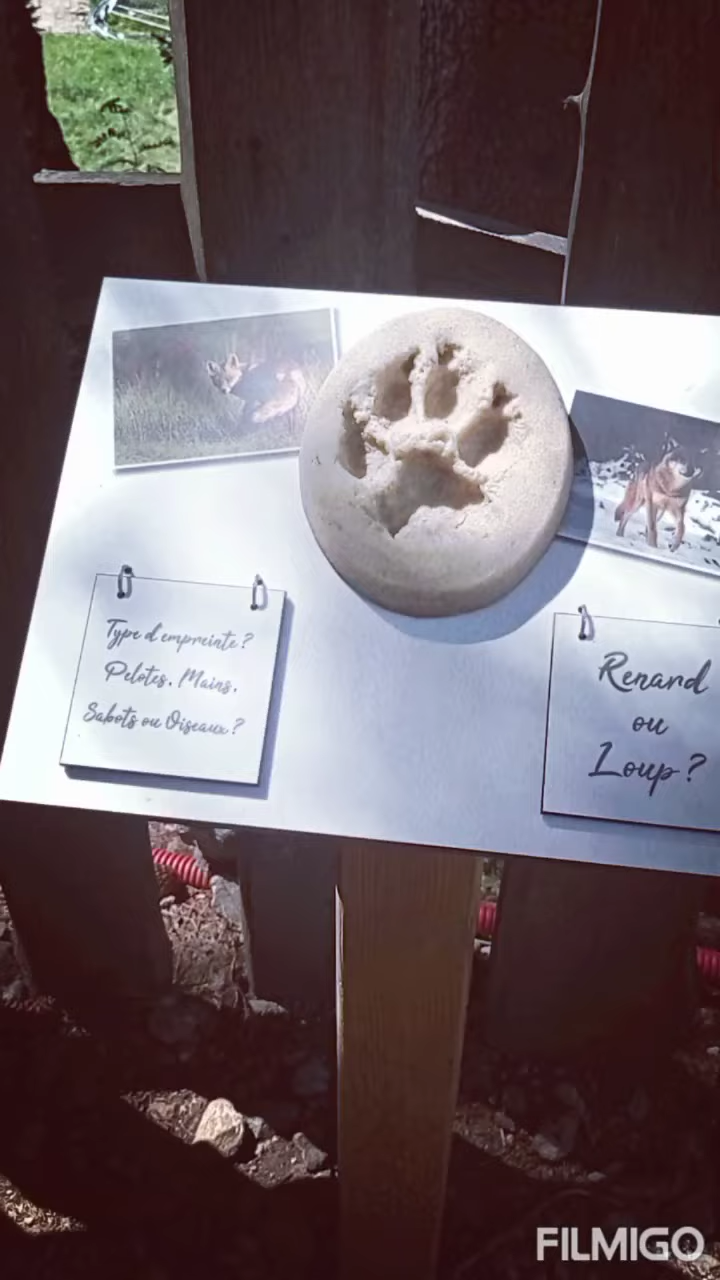 Type d'empreinte?
Pelotes, Mains,
Sabots ou Oiseaux?
Renard
ou
Loup?
FILMIGO